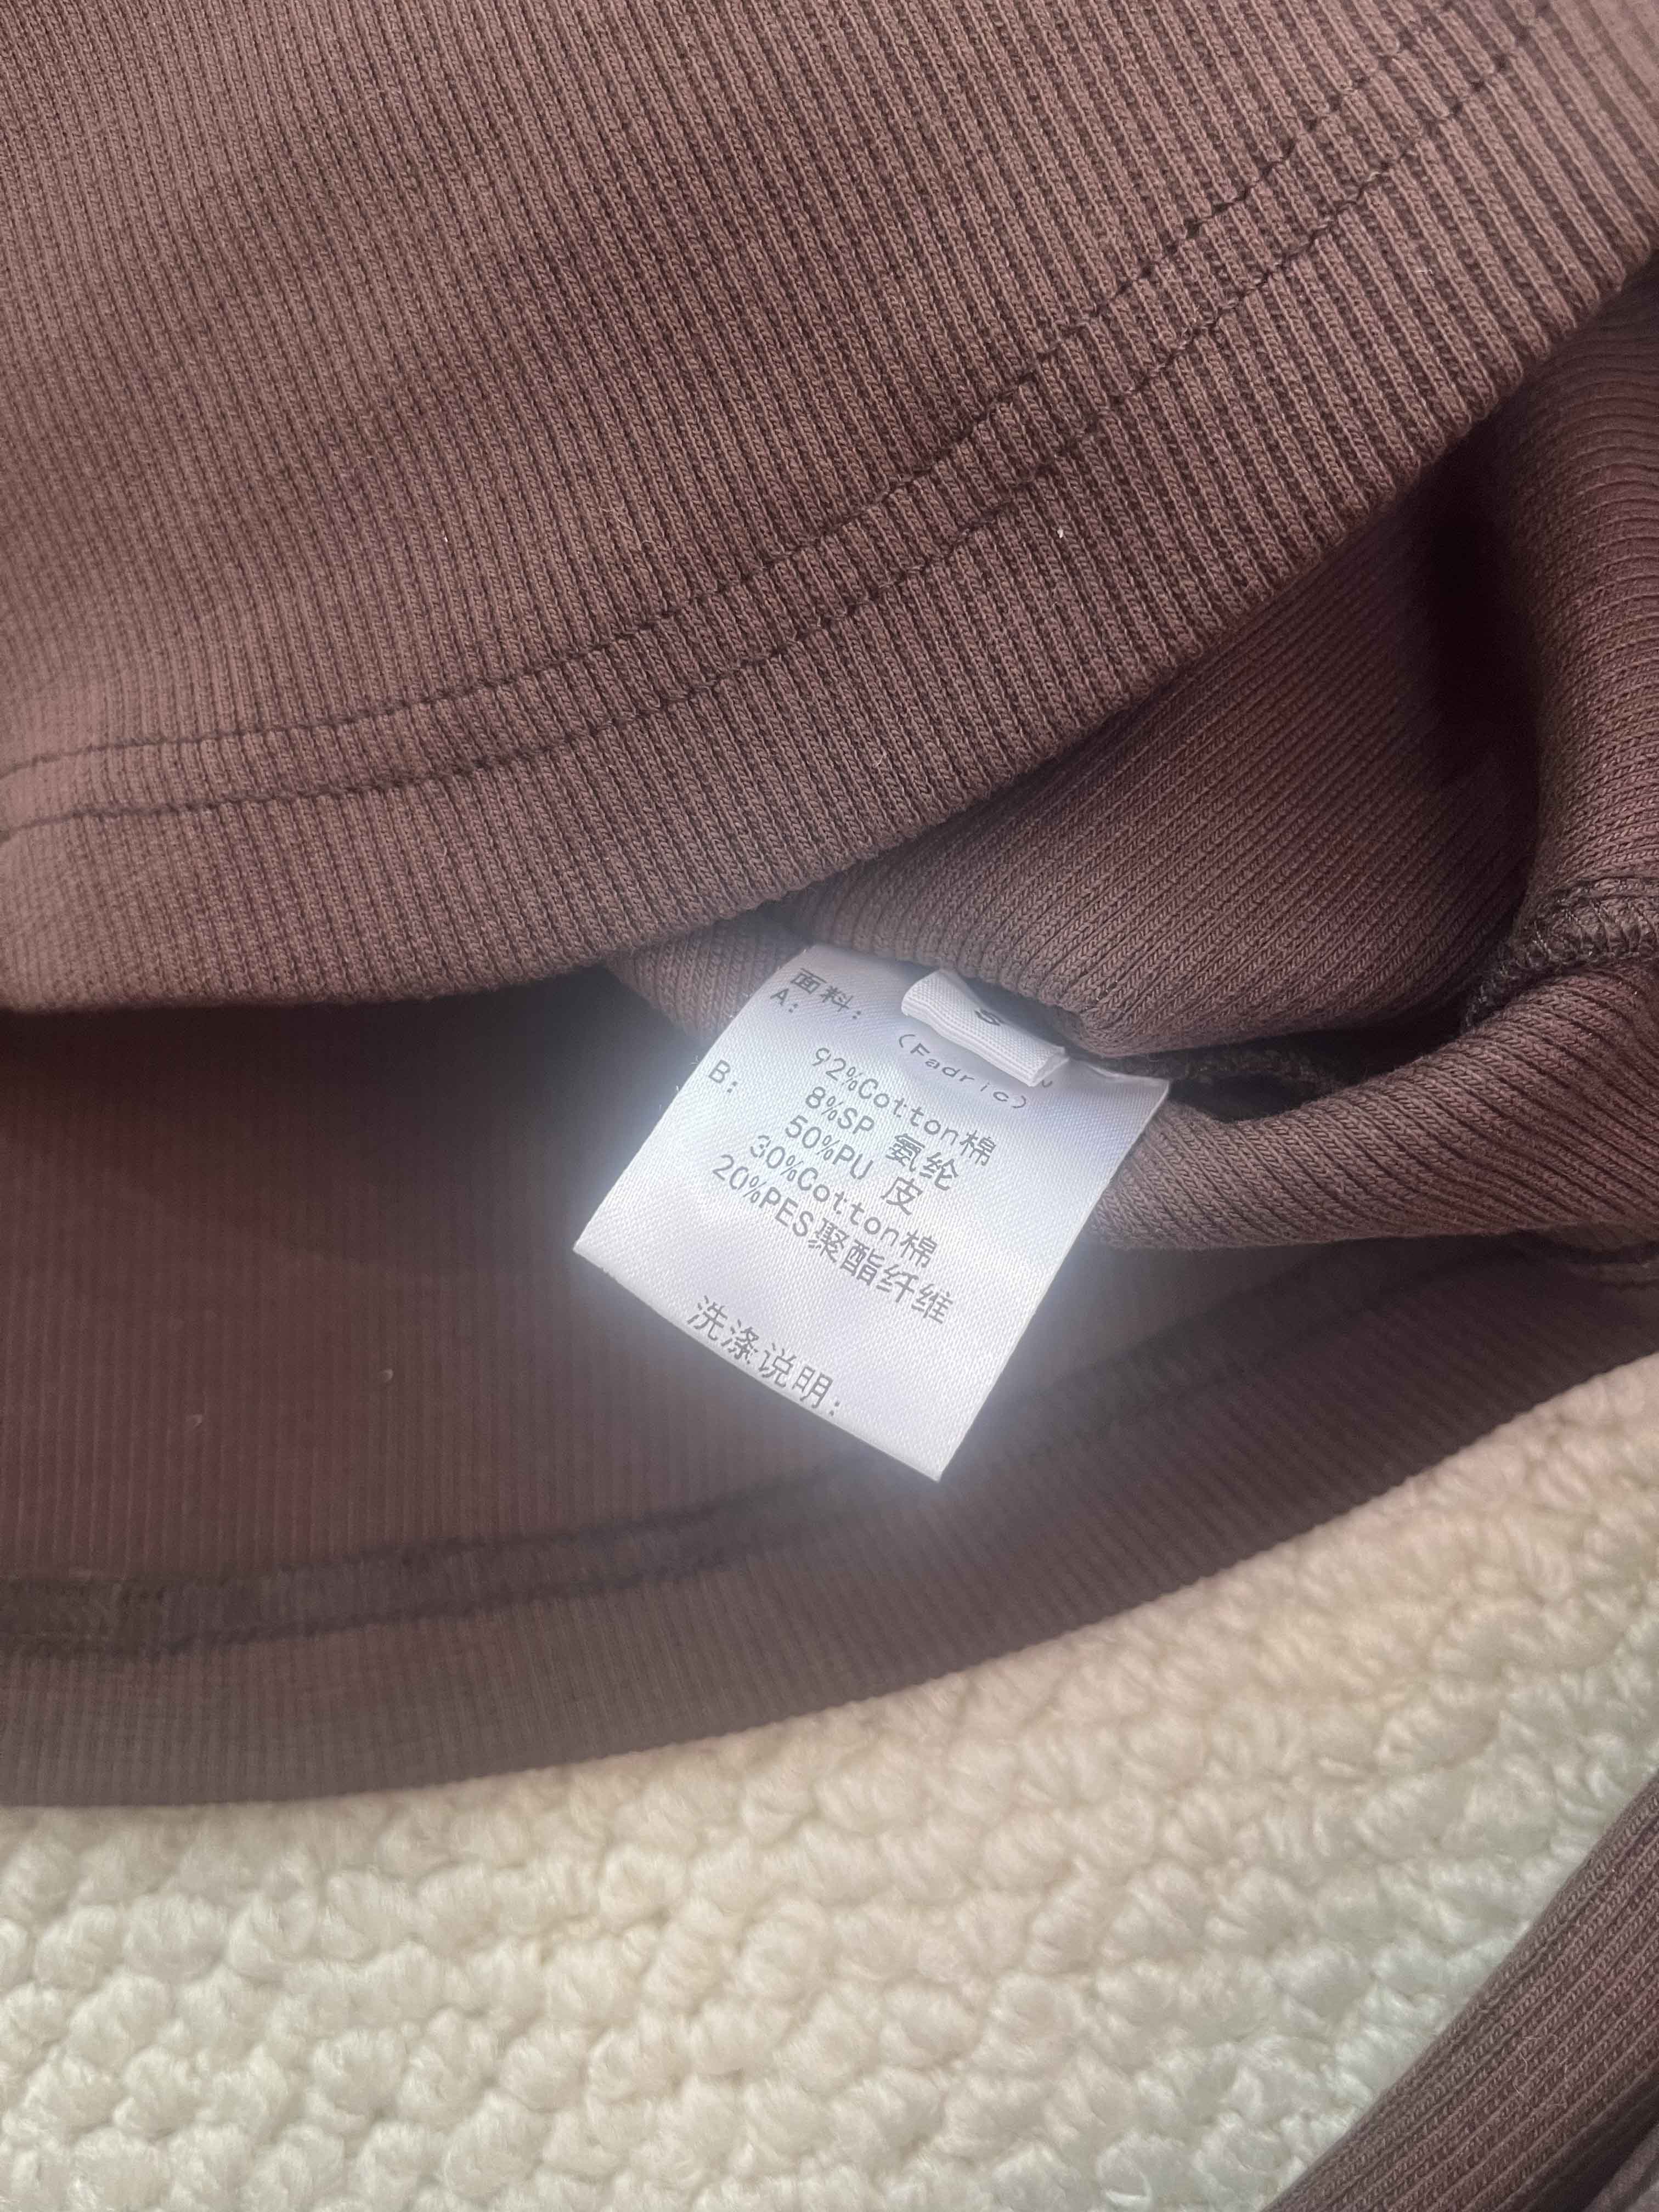 S
面料:
(Fadric)
A:
92%Cotton棉
8%SP 氨纶
B:
50%PU 皮
30%Cotton棉
20%PES聚酯纤维
洗涤说明: